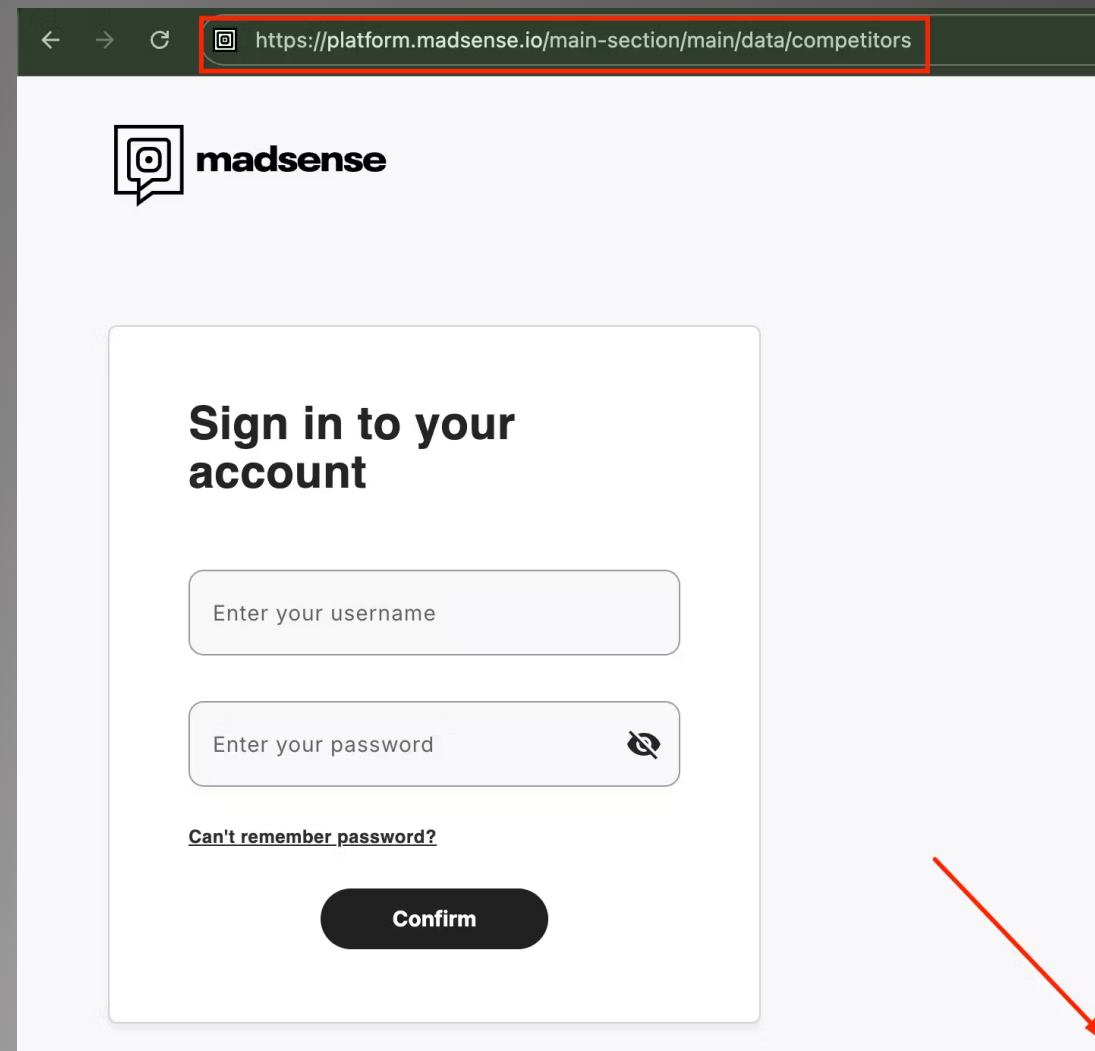 https://platform.madsense.io/main-section/main/data/competitors
madsense
Sign in to your
account
Enter your username
Enter your password
Can't remember password?
Confirm